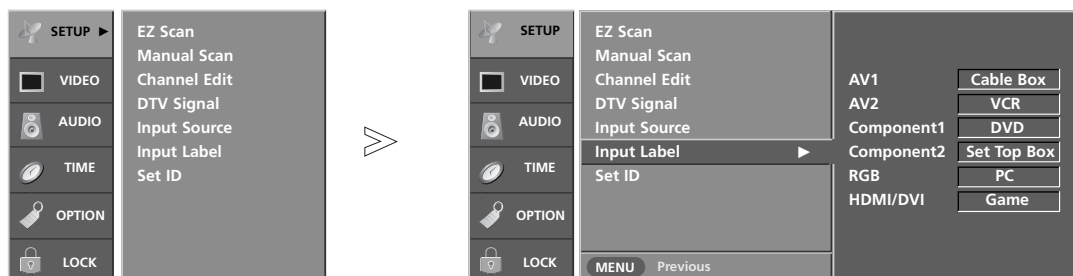 SETUP ►
VIDEO
AUDIO
TIME
OPTION
LOCK
EZ Scan
Manual Scan
Channel Edit
DTV Signal
Input Source
Input Label
Set ID
SETUP
VIDEO
AUDIO
TIME
OPTION
LOCK
EZ Scan
Manual Scan
Channel Edit
DTV Signal
Input Source
Input Label ►
Set ID
MENU Previous
AV1 Cable Box
AV2 VCR
Component1 DVD
Component2 Set Top Box
RGB PC
HDMI/DVI Game